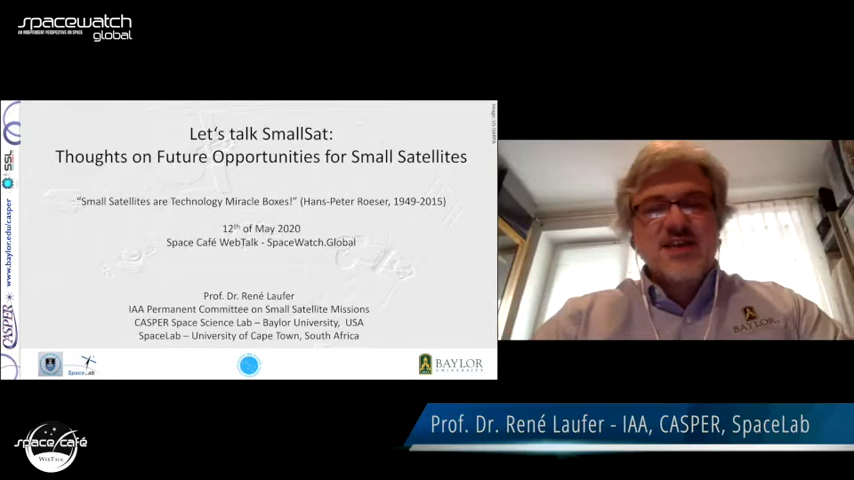 spacewatch
AN INDEPENDENT PERSPECTIVE ON SPACE
global
Let's talk SmallSat:
Thoughts on Future Opportunities for Small Satellites
"Small Satellites are Technology Miracle Boxes!" (Hans-Peter Roeser, 1949-2015)
12th of May 2020
Space Café WebTalk - SpaceWatch.Global
Prof. Dr. René Laufer
IAA Permanent Committee on Small Satellite Missions
CASPER Space Science Lab – Baylor University, USA
SpaceLab – University of Cape Town, South Africa
CASPER
www.baylor.edu/casper
SSL
SpaceLab
BAYLOR
UNIVERSITY
BAYLOR
space/café
WEBTALK
Prof. Dr. René Laufer - IAA, CASPER, SpaceLab